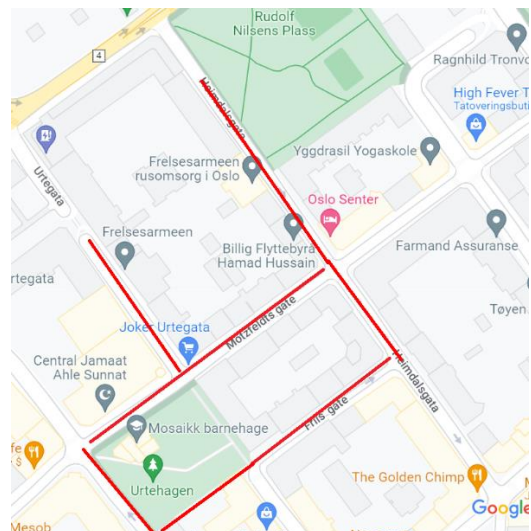 Rudolf
Nilsens Plass
4
Ragnhild Tronvo
Heimdalsgata
High Fever T
Tatoveringsbuti
Urtegata
Frelsesarmeen
rusomsorg i Oslo
Yggdrasil Yogaskole
Oslo Senter
Frelsesarmeen
Billig Flyttebyrå
Hamad Hussain
Farmand Assuranse
rtegata
Tøyen
Joker Urtegata
Motzfeldts gate
Central Jamaat
Ahle Sunnat
Heimdalsgata
Mosaikk barnehage
Friis' gate
fe
$
Urtehagen
The Golden Chimp
Mesob
M
Google